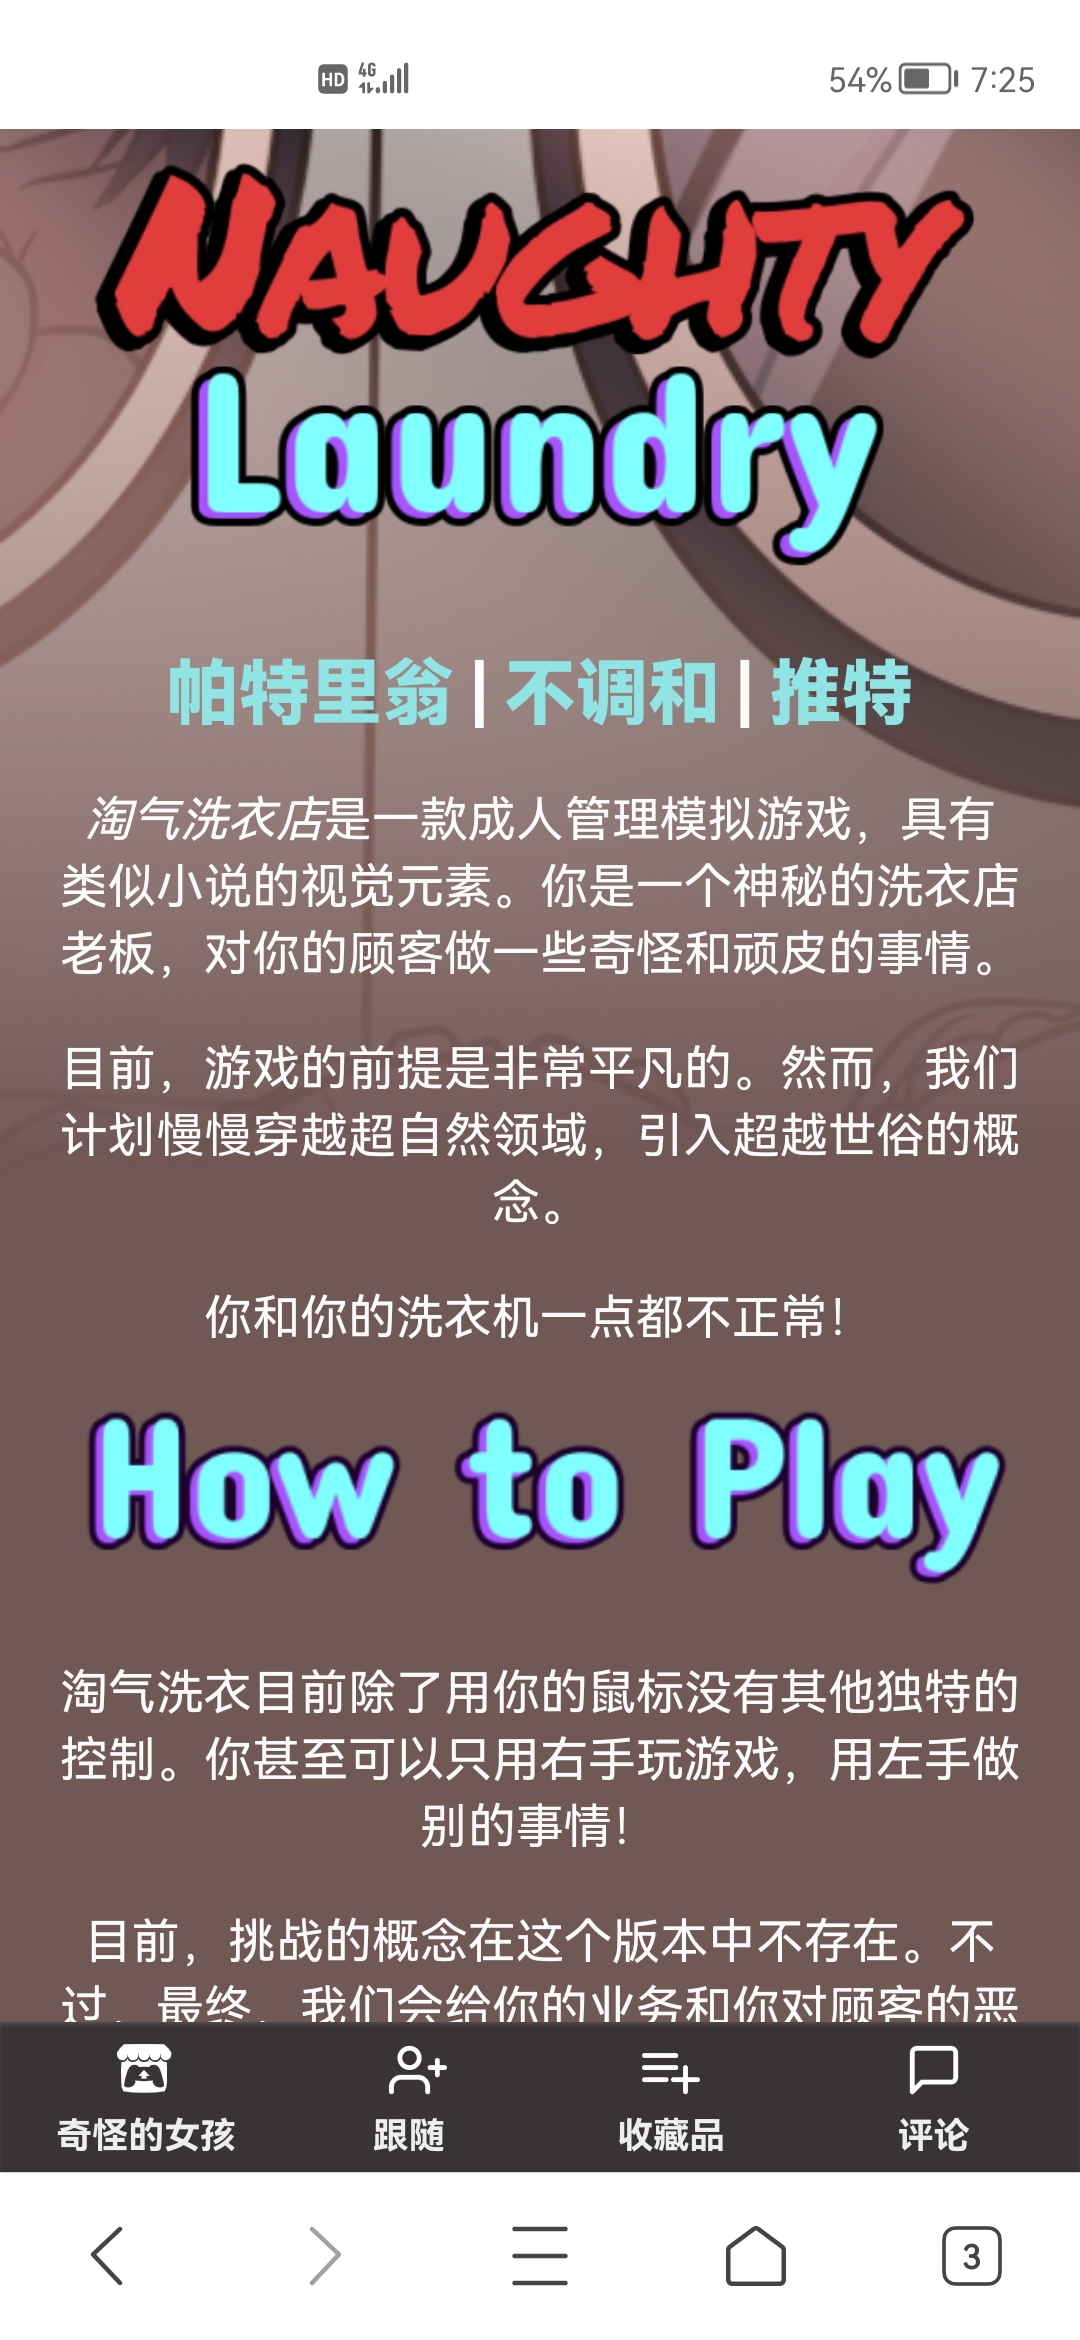 HD 4G 54% 7:25
NAUGHTY
Laundry
帕特里翁 | 不调和 | 推特
淘气洗衣店是一款成人管理模拟游戏，具有
类似小说的视觉元素。你是一个神秘的洗衣店
老板，对你的顾客做一些奇怪和顽皮的事情。
目前，游戏的前提是非常平凡的。然而，我们
计划慢慢穿越超自然领域，引入超越世俗的概
念。
你和你的洗衣机一点都不正常！
How to Play
淘气洗衣目前除了用你的鼠标没有其他独特的
控制。你甚至可以只用右手玩游戏，用左手做
别的事情！
目前，挑战的概念在这个版本中不存在。不
过，最终，我们会给你的业务和你对顾客的恶
奇怪的女孩 跟随 收藏品 评论
3